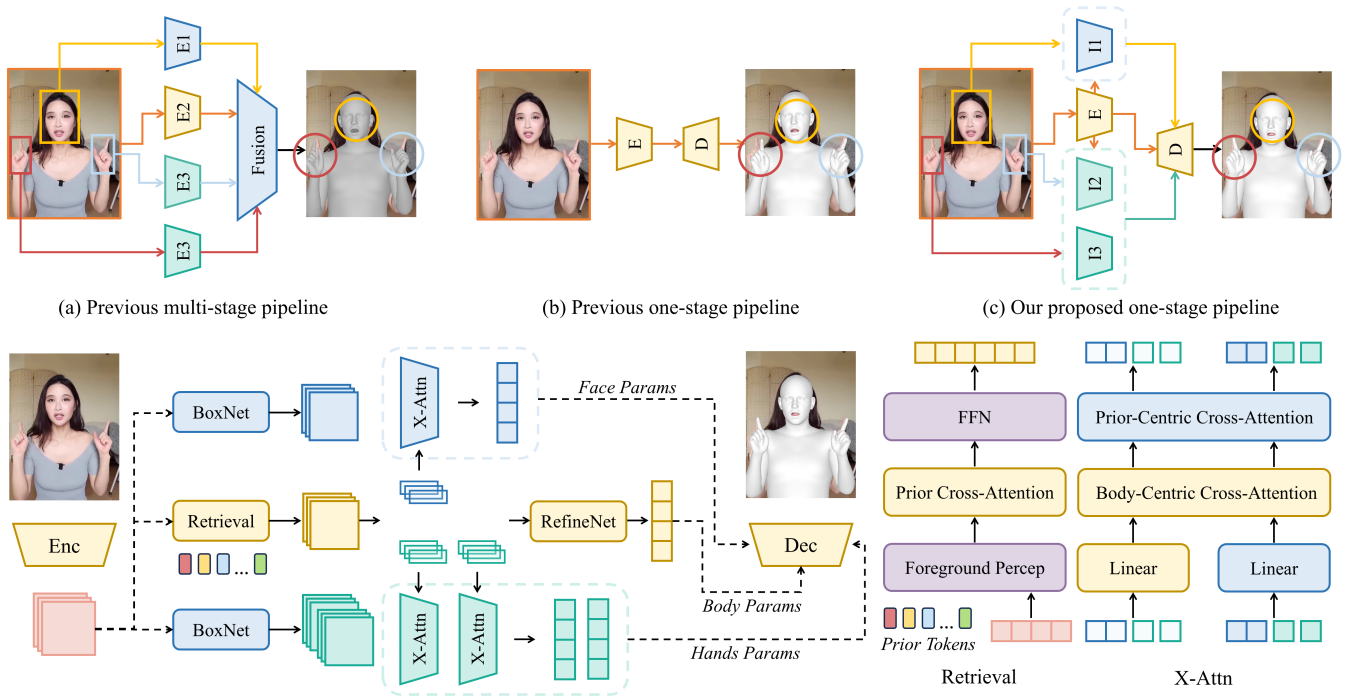 E1
E2
E3
E3
Fusion
(a) Previous multi-stage pipeline
E
D
(b) Previous one-stage pipeline
I1
E
I2
I3
D
(c) Our proposed one-stage pipeline
Enc
BoxNet
Retrieval
...
BoxNet
X-Attn
X-Attn
X-Attn
RefineNet
Face Params
Body Params
Hands Params
Dec
FFN
Prior Cross-Attention
Foreground Percep
...
Prior Tokens
Retrieval
Prior-Centric Cross-Attention
Body-Centric Cross-Attention
Linear
Linear
X-Attn